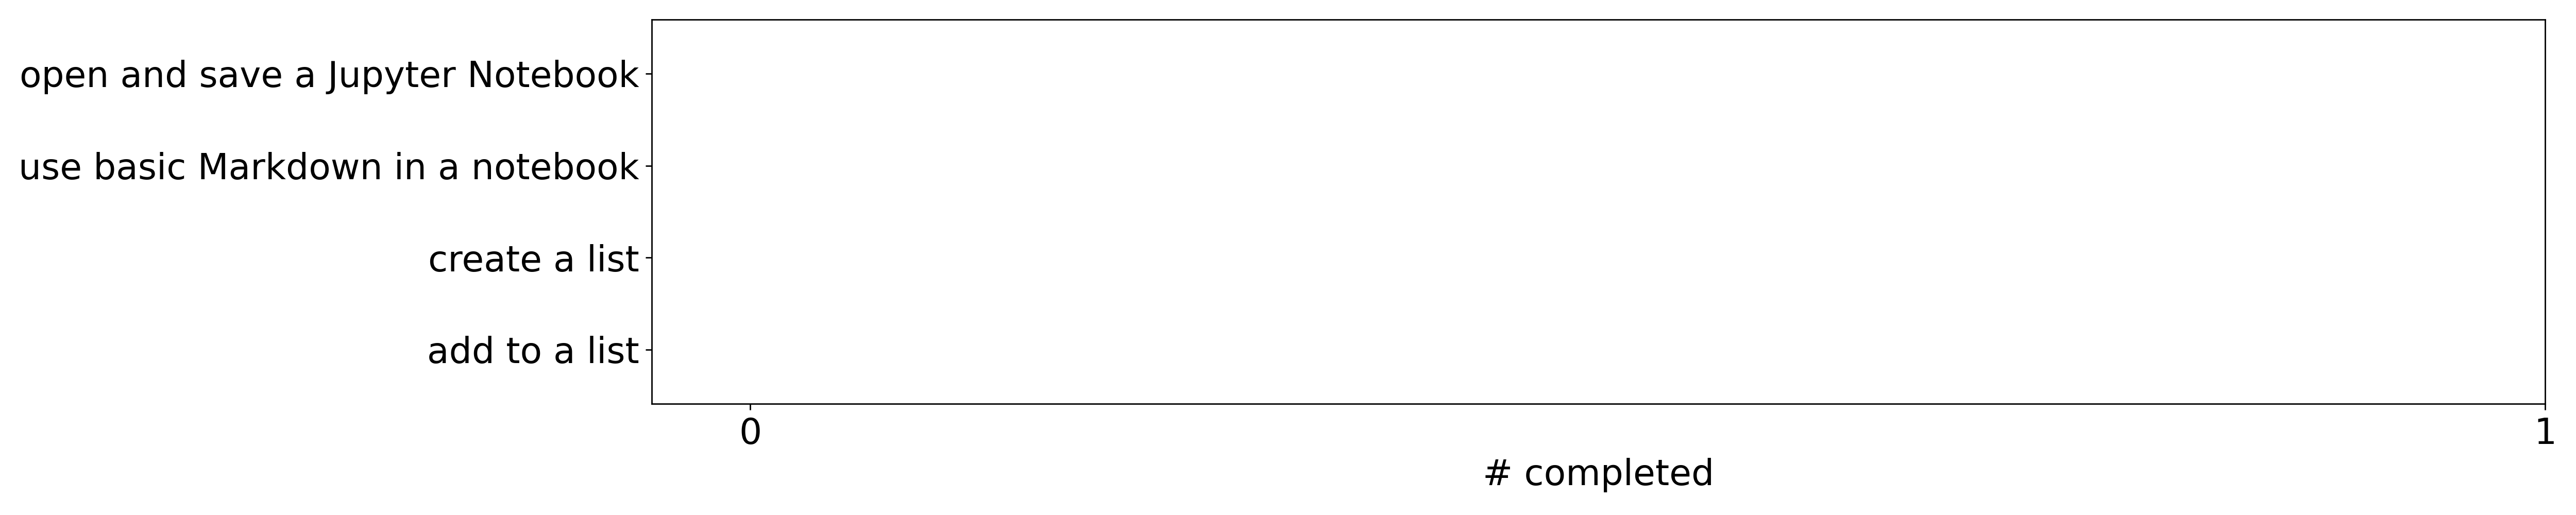 open and save a Jupyter Notebook
use basic Markdown in a notebook
create a list
add to a list
0 1
# completed